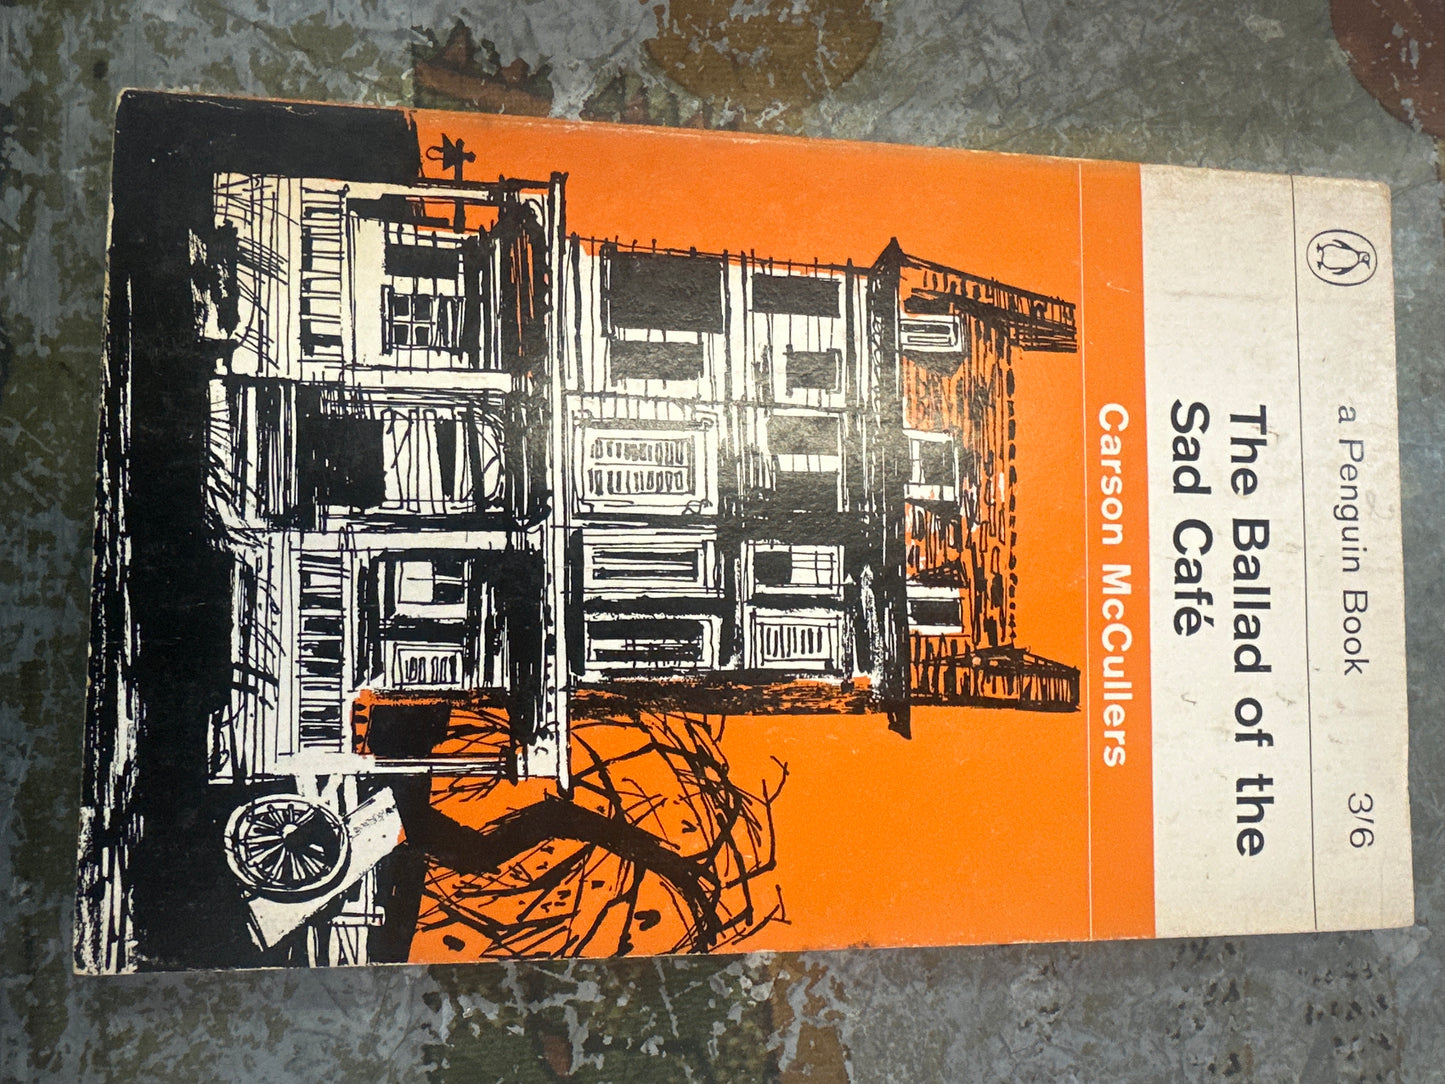 a Penguin Book 3/6
The Ballad of the
Sad Café
Carson McCullers